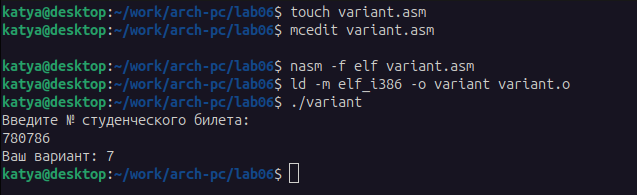 katya@desktop:~/work/arch-pc/lab06$ touch variant.asm
katya@desktop:~/work/arch-pc/lab06$ mcedit variant.asm
katya@desktop:~/work/arch-pc/lab06$ nasm -f elf variant.asm
katya@desktop:~/work/arch-pc/lab06$ ld -m elf_i386 -o variant variant.o
katya@desktop:~/work/arch-pc/lab06$ ./variant
Введите № студенческого билета:
780786
Ваш вариант: 7
katya@desktop:~/work/arch-pc/lab06$